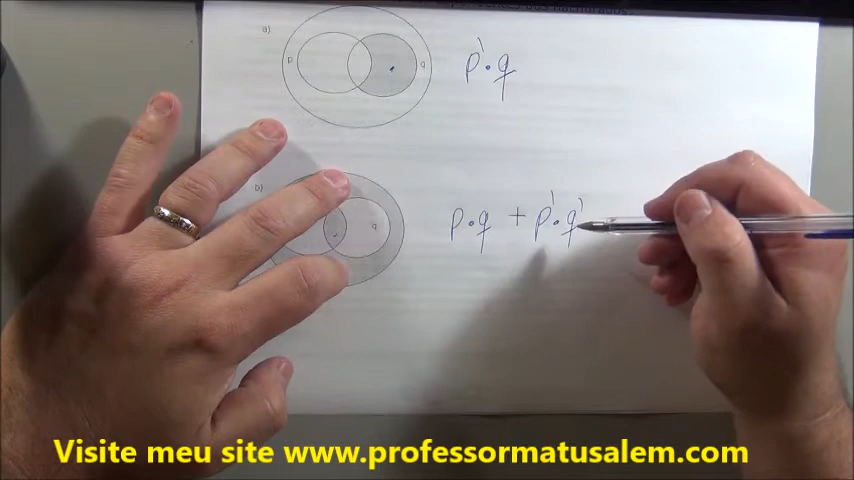 a)
p q
p'·q
b)
q
p·q + p'·q'
Visite meu site www.professormatusalem.com